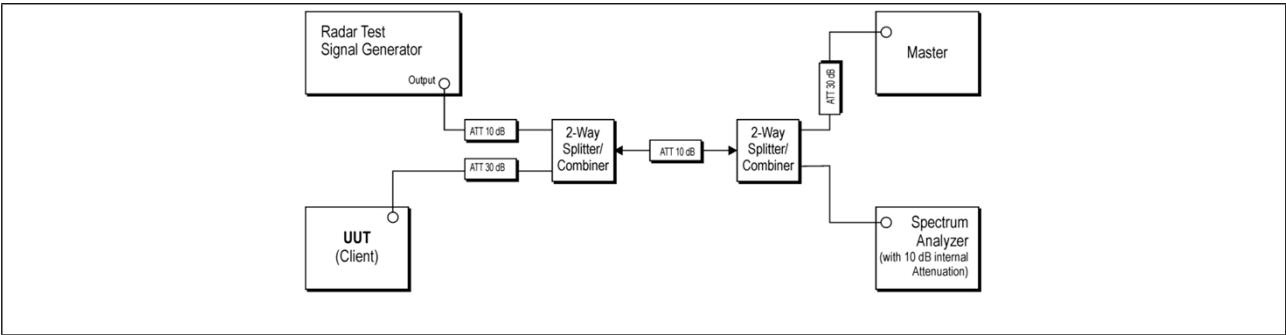 Radar Test
Signal Generator
Output
ATT 10 dB
ATT 30 dB
2-Way
Splitter/
Combiner
UUT
(Client)
ATT 10 dB
2-Way
Splitter/
Combiner
ATT 30 dB
Master
Spectrum
Analyzer
(with 10 dB internal
Attenuation)